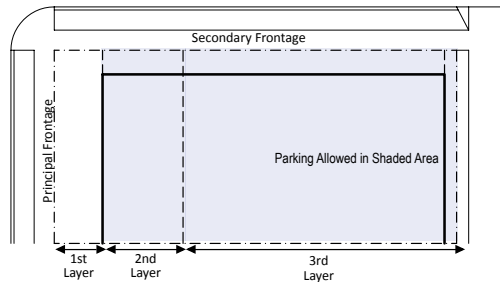 Secondary Frontage
Principal Frontage
Parking Allowed in Shaded Area
1st
Layer
2nd
Layer
3rd
Layer